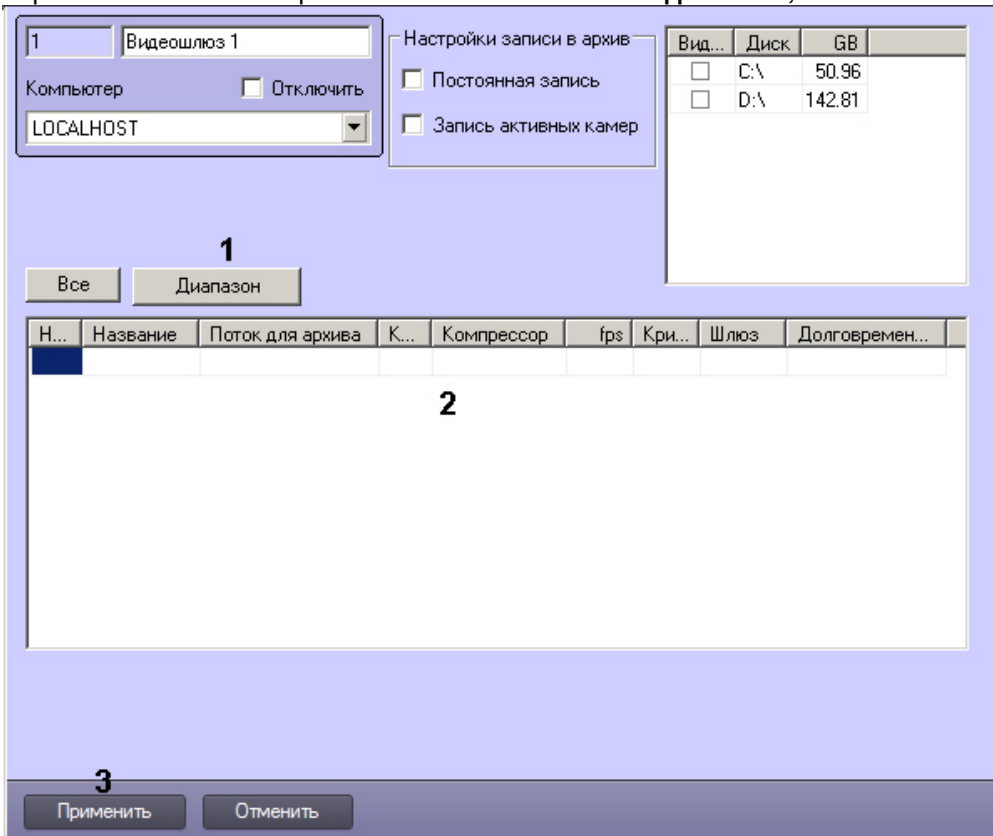 1 Видеошлюз 1
Компьютер Отключить
LOCALHOST
Настройки записи в архив
Постоянная запись
Запись активных камер
Вид... Диск GB
C:\ 50.96
D:\ 142.81
1
Все Диапазон
Н... Название Поток для архива К... Компрессор fps Кри... Шлюз Долговремен...
2
3
Применить Отменить